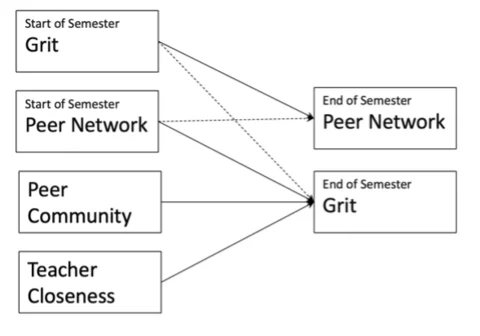 Start of Semester
Grit
Start of Semester
Peer Network
Peer
Community
Teacher
Closeness
End of Semester
Peer Network
End of Semester
Grit